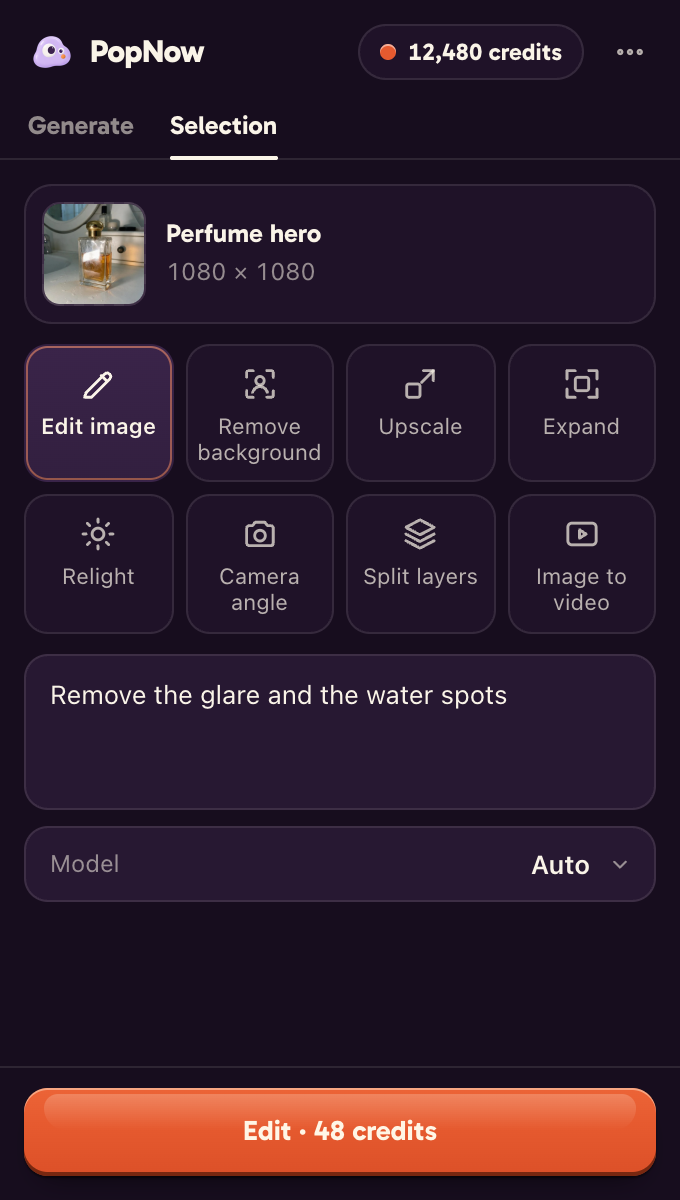 PopNow
12,480 credits
Generate
Selection
Perfume hero
1080 × 1080
Edit image
Remove
background
Upscale
Expand
Relight
Camera
angle
Split layers
Image to
video
Remove the glare and the water spots
Model
Auto
Edit · 48 credits